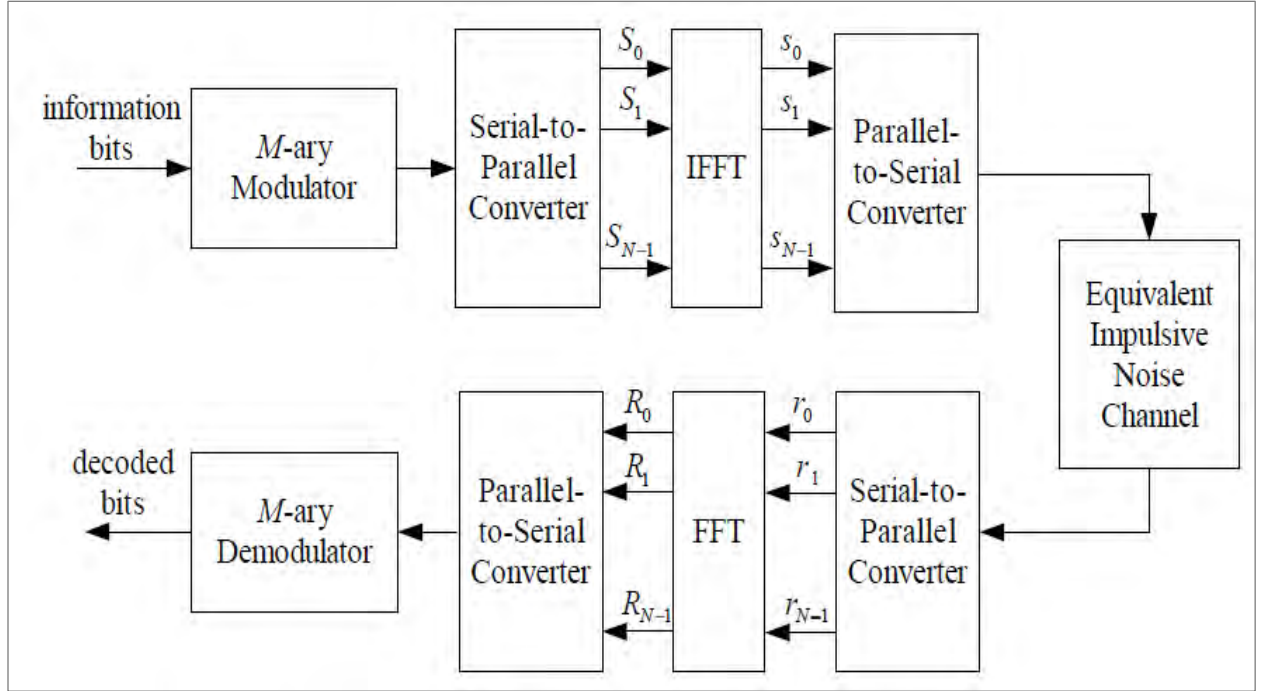 information
bits
M-ary
Modulator
Serial-to-
Parallel
Converter
S₀
S₁
Sₙ₋₁
IFFT
s₀
s₁
sₙ₋₁
Parallel-
to-Serial
Converter
Equivalent
Impulsive
Noise
Channel
Serial-to-
Parallel
Converter
r₀
r₁
rₙ₋₁
FFT
R₀
R₁
Rₙ₋₁
Parallel-
to-Serial
Converter
M-ary
Demodulator
decoded
bits